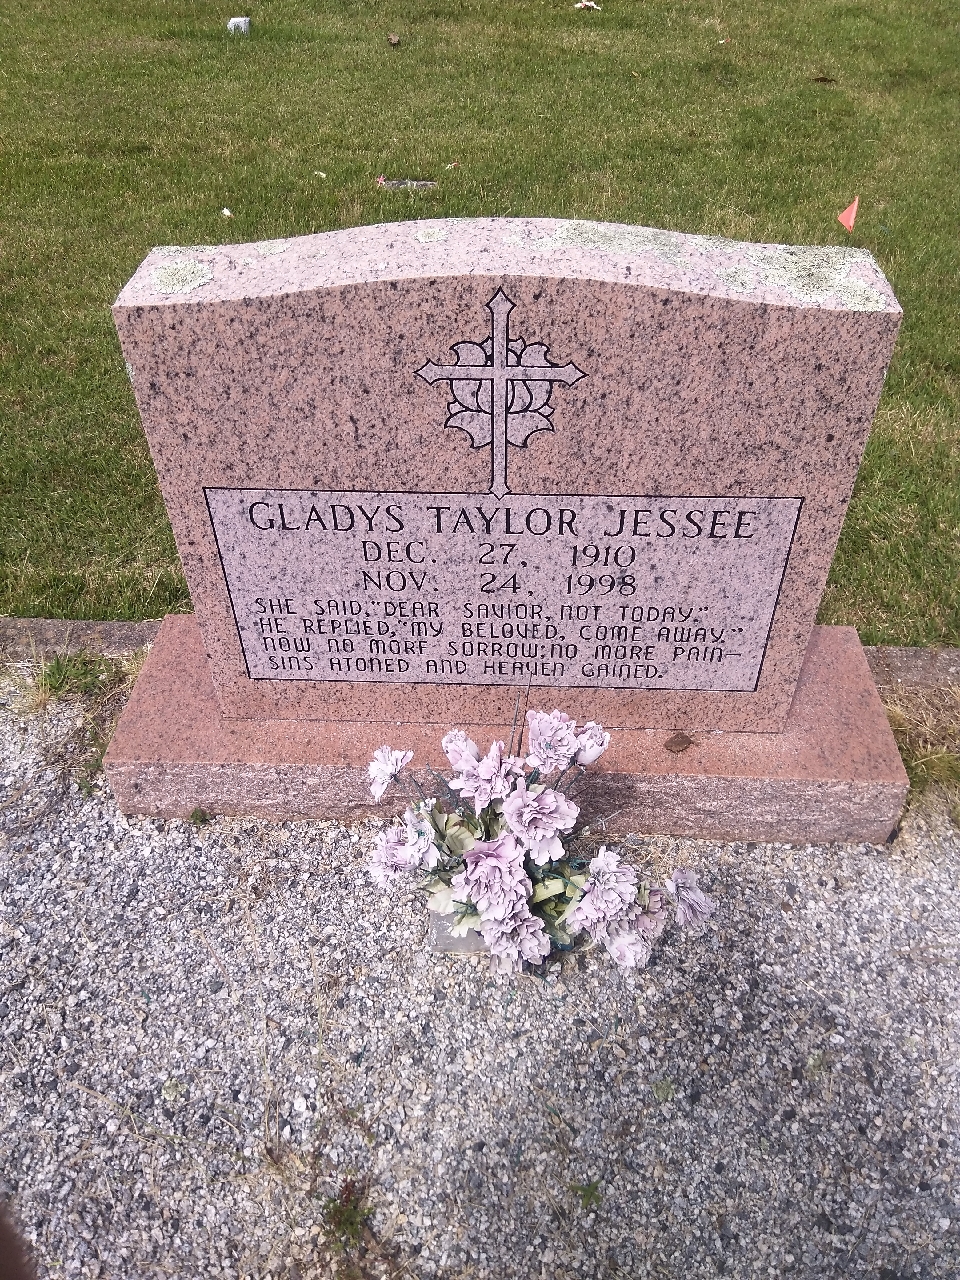 GLADYS TAYLOR JESSEE
DEC. 27, 1910
NOV. 24, 1998
SHE SAID, "DEAR SAVIOR, NOT TODAY."
HE REPLIED, "MY BELOVED, COME AWAY."
NOW NO MORE SORROW; NO MORE PAIN—
SINS ATONED AND HEAVEN GAINED.